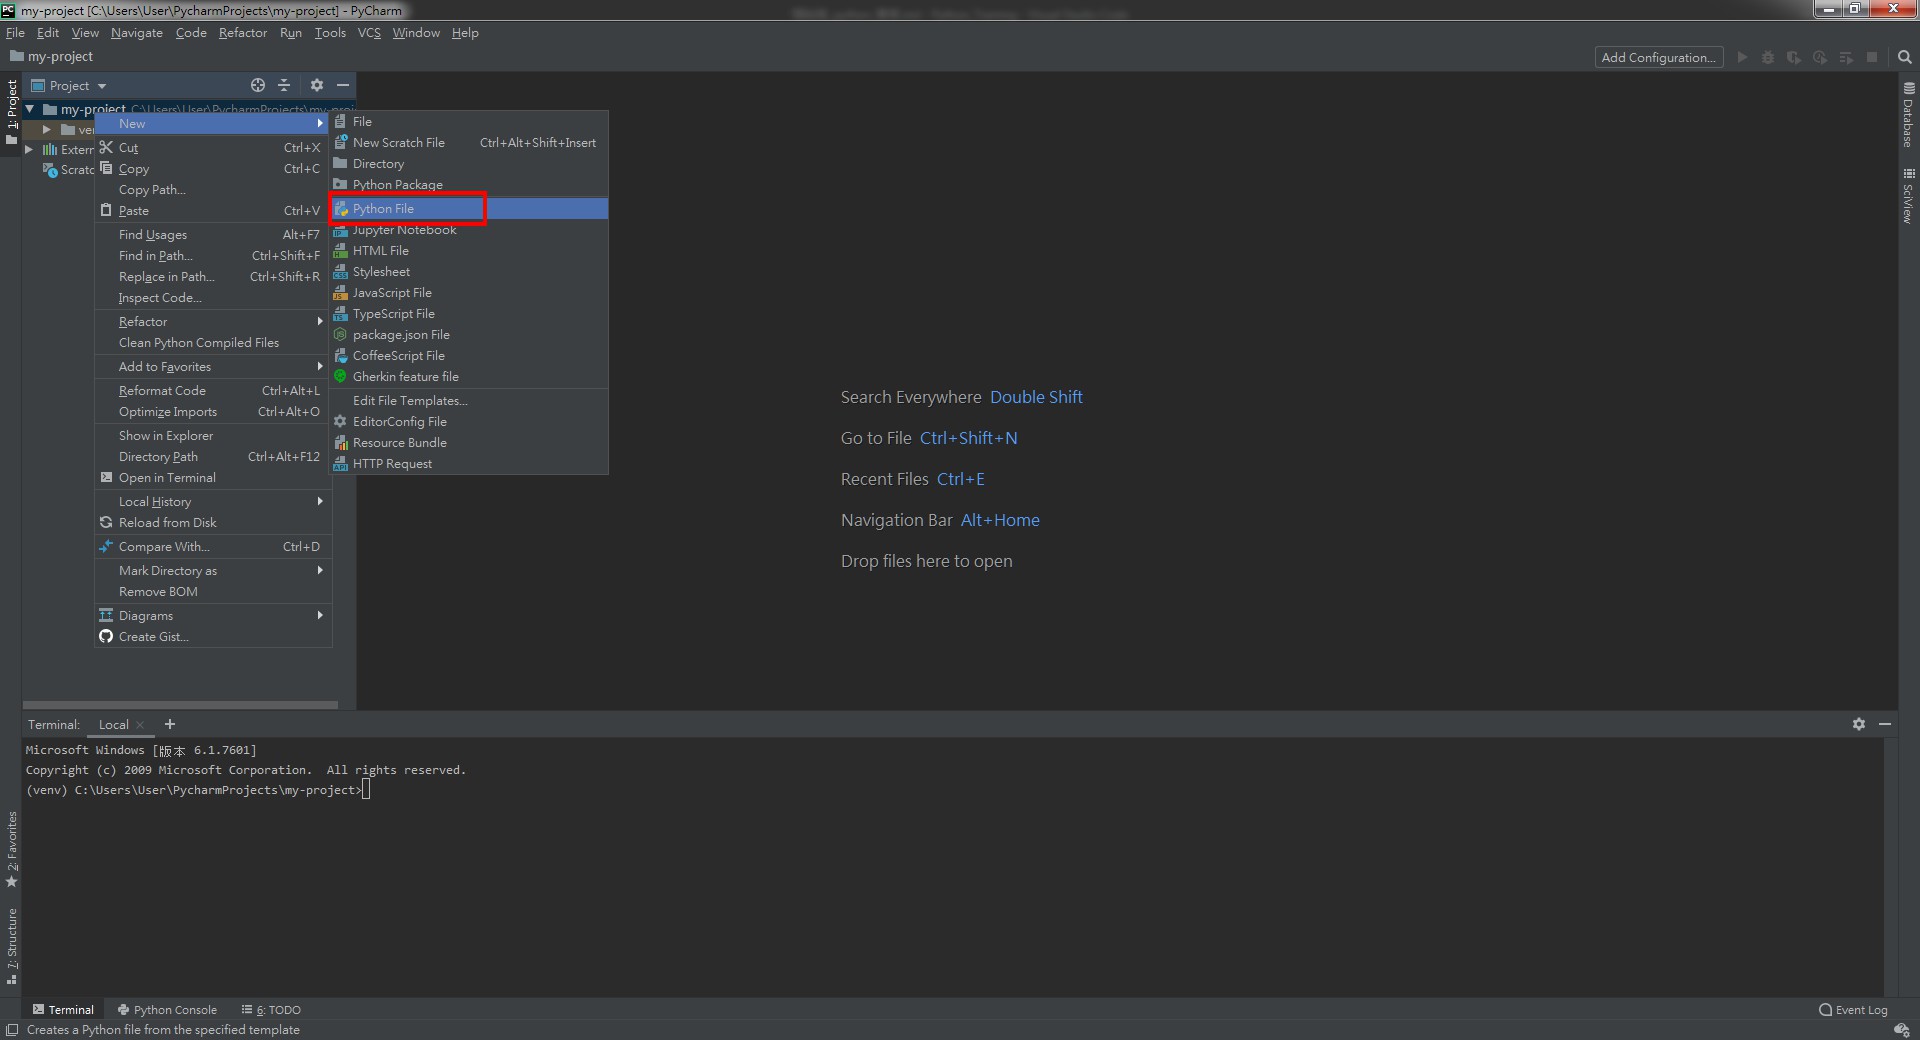 my-project [C:\Users\User\PycharmProjects\my-project] - PyCharm
File Edit View Navigate Code Refactor Run Tools VCS Window Help
my-project
Add Configuration...
1: Project
Project
my-project C:\Users\User\PycharmProjects\my-proj
ve
Extern
Scratc
New
Cut Ctrl+X
Copy Ctrl+C
Copy Path...
Paste Ctrl+V
Find Usages Alt+F7
Find in Path... Ctrl+Shift+F
Replace in Path... Ctrl+Shift+R
Inspect Code...
Refactor
Clean Python Compiled Files
Add to Favorites
Reformat Code Ctrl+Alt+L
Optimize Imports Ctrl+Alt+O
Show in Explorer
Directory Path Ctrl+Alt+F12
Open in Terminal
Local History
Reload from Disk
Compare With... Ctrl+D
Mark Directory as
Remove BOM
Diagrams
Create Gist...
File
New Scratch File Ctrl+Alt+Shift+Insert
Directory
Python Package
Python File
Jupyter Notebook
HTML File
Stylesheet
JavaScript File
TypeScript File
package.json File
CoffeeScript File
Gherkin feature file
Edit File Templates...
EditorConfig File
Resource Bundle
HTTP Request
Search Everywhere Double Shift
Go to File Ctrl+Shift+N
Recent Files Ctrl+E
Navigation Bar Alt+Home
Drop files here to open
Database
SciView
Terminal: Local
Microsoft Windows [版本 6.1.7601]
Copyright (c) 2009 Microsoft Corporation. All rights reserved.
(venv) C:\Users\User\PycharmProjects\my-project>
2: Favorites
7: Structure
Terminal Python Console 6: TODO
Event Log
Creates a Python file from the specified template